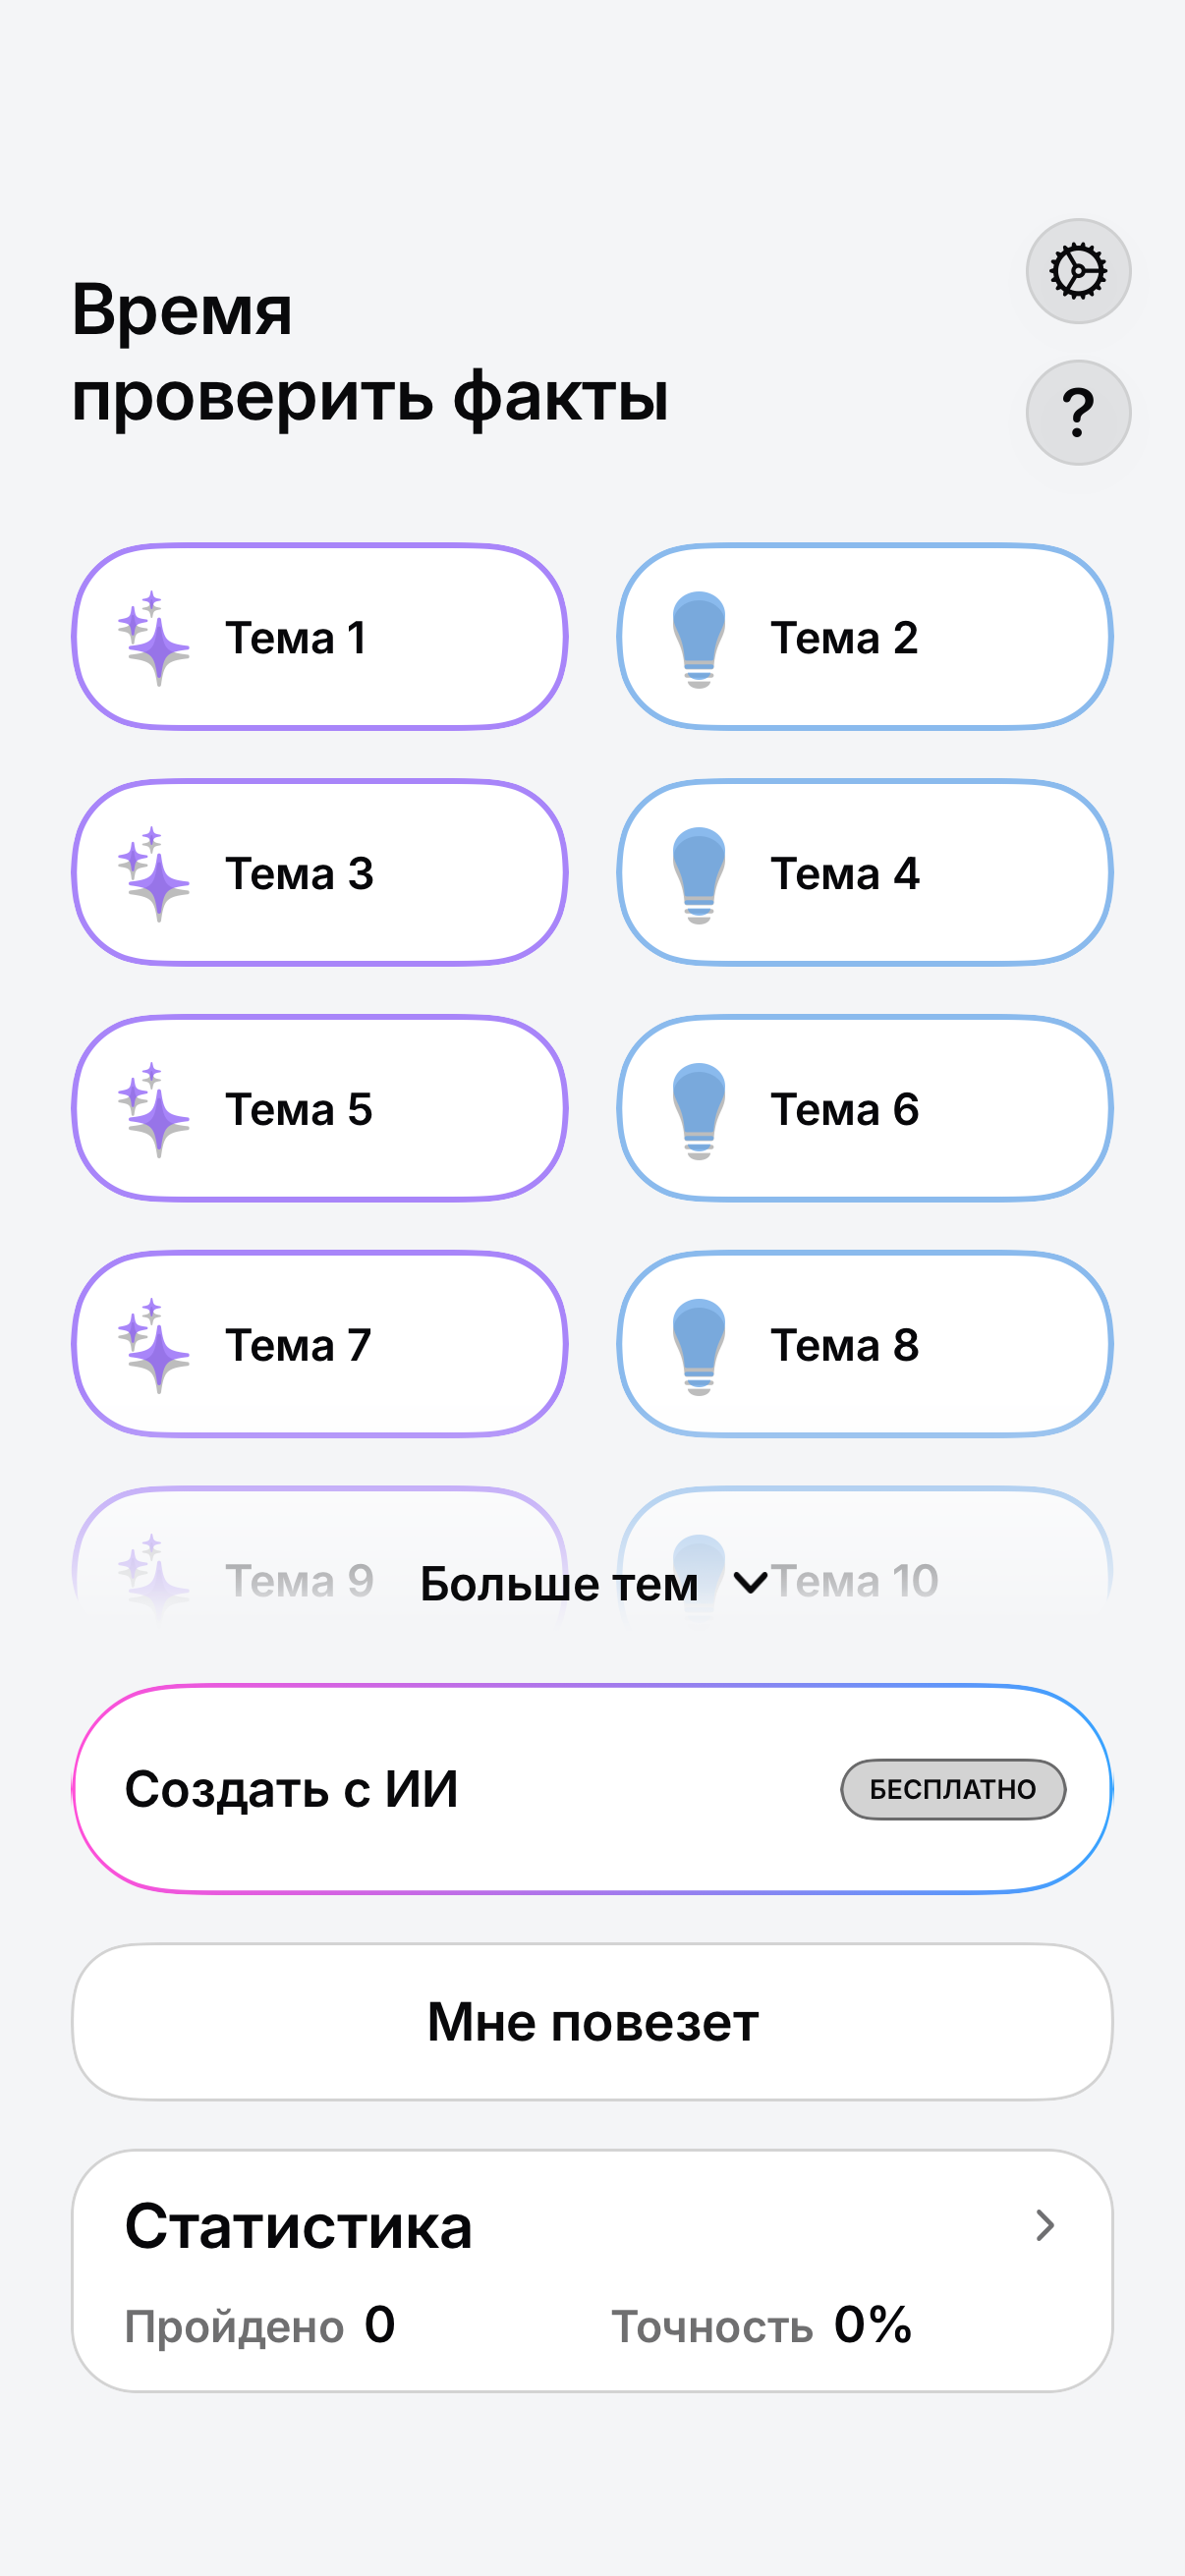 Время
проверить факты
?
Тема 1
Тема 2
Тема 3
Тема 4
Тема 5
Тема 6
Тема 7
Тема 8
Тема 9
Больше тем
Тема 10
Создать с ИИ
БЕСПЛАТНО
Мне повезет
Статистика
Пройдено 0
Точность 0%